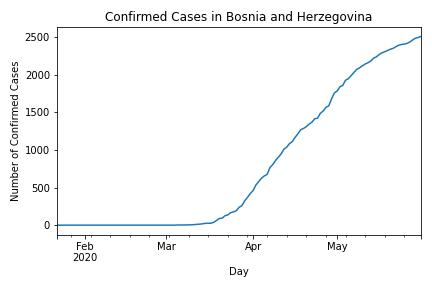 Confirmed Cases in Bosnia and Herzegovina
Number of Confirmed Cases
2500
2000
1500
1000
500
0
Feb Mar Apr May
2020
Day